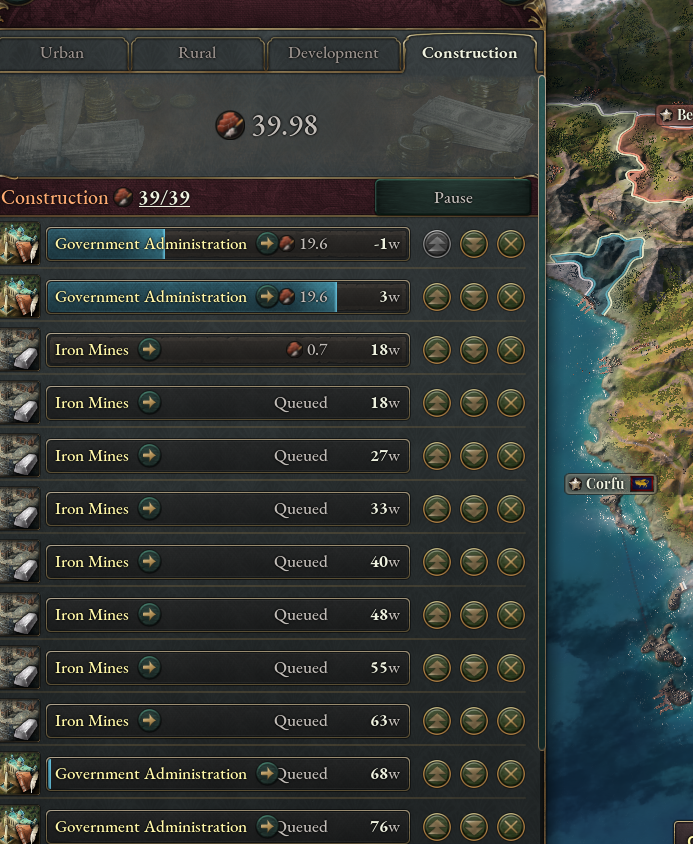 Urban Rural Development Construction
39.98
Construction 39/39 Pause
Government Administration 19.6 -1w
Government Administration 19.6 3w
Iron Mines 0.7 18w
Iron Mines Queued 18w
Iron Mines Queued 27w
Iron Mines Queued 33w
Iron Mines Queued 40w
Iron Mines Queued 48w
Iron Mines Queued 55w
Iron Mines Queued 63w
Government Administration Queued 68w
Government Administration Queued 76w
Be
Corfu